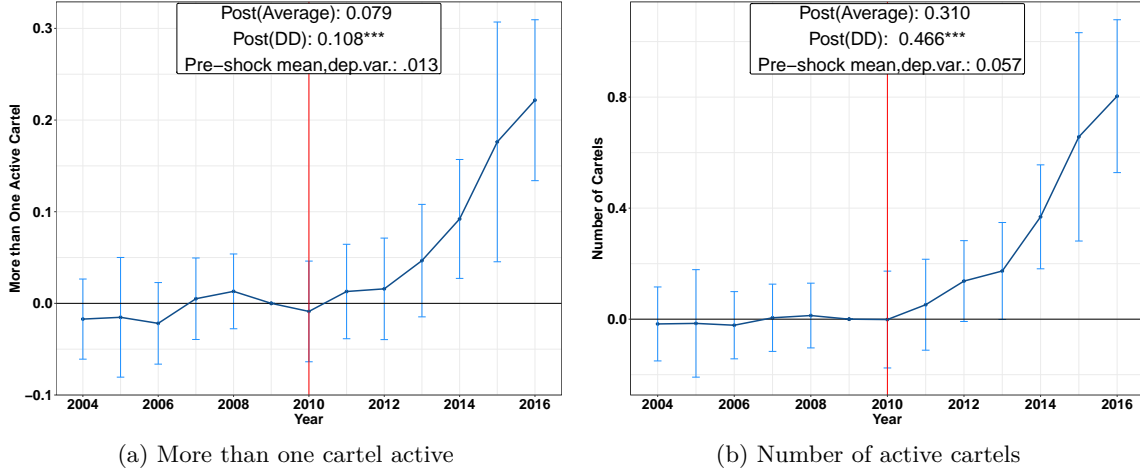 Post(Average): 0.079
Post(DD): 0.108***
Pre−shock mean,dep.var.: .013
0.3
0.2
0.1
0.0
−0.1
More than One Active Cartel
2004 2006 2008 2010 2012 2014 2016
Year
(a) More than one cartel active
Post(Average): 0.310
Post(DD): 0.466***
Pre−shock mean,dep.var.: 0.057
0.8
0.4
0.0
Number of Cartels
2004 2006 2008 2010 2012 2014 2016
Year
(b) Number of active cartels